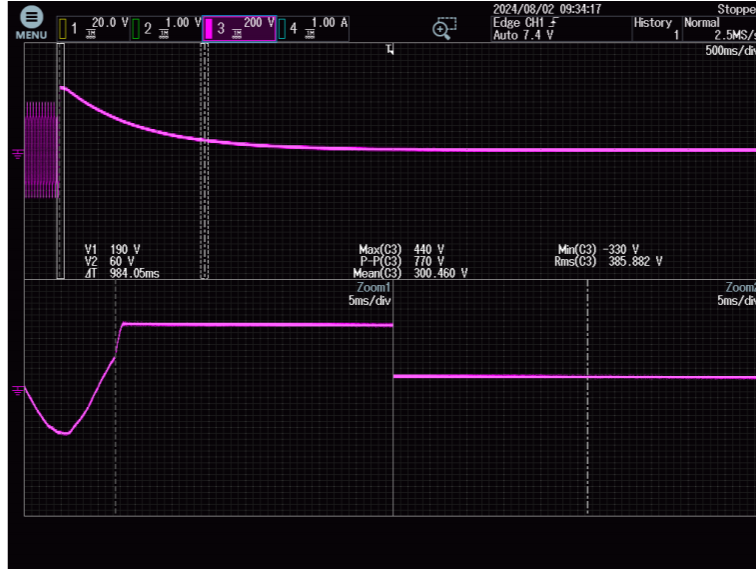 2024/08/02 09:34:17 Stoppe
MENU 1 20.0 V 2 1.00 V 3 200 V 4 1.00 A Edge CH1 History Normal
Auto 7.4 V 1 2.5MS/s
500ms/div
V1 190 V Max(C3) 440 V Min(C3) -330 V
V2 60 V P-P(C3) 770 V Rms(C3) 385.882 V
ΔT 984.05ms Mean(C3) 300.460 V
Zoom1 Zoom2
5ms/div 5ms/div